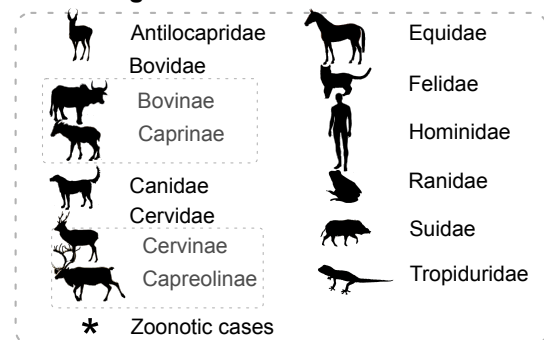 Antilocapridae
Bovidae
Bovinae
Caprinae
Canidae
Cervidae
Cervinae
Capreolinae
* Zoonotic cases
Equidae
Felidae
Hominidae
Ranidae
Suidae
Tropiduridae